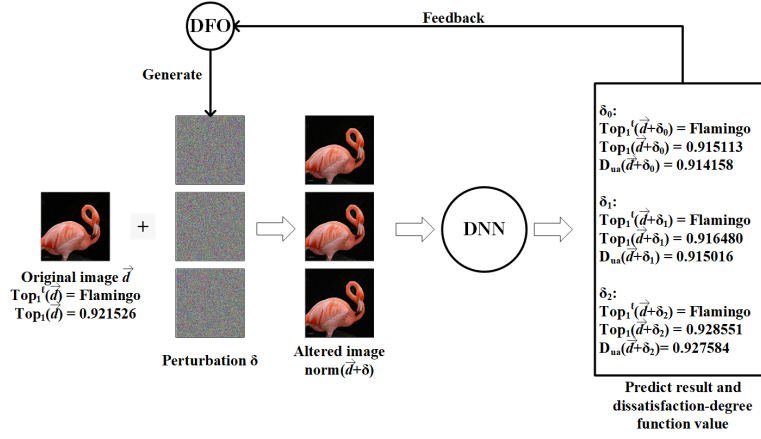 DFO
Feedback
Generate
+
DNN
Original image d⃗
Top₁ᵗ(d⃗) = Flamingo
Top₁(d⃗) = 0.921526
Perturbation δ
Altered image
norm(d⃗+δ)
δ₀:
Top₁ᵗ(d⃗+δ₀) = Flamingo
Top₁(d⃗+δ₀) = 0.915113
Dᵤₐ(d⃗+δ₀) = 0.914158
δ₁:
Top₁ᵗ(d⃗+δ₁) = Flamingo
Top₁(d⃗+δ₁) = 0.916480
Dᵤₐ(d⃗+δ₁) = 0.915016
δ₂:
Top₁ᵗ(d⃗+δ₂) = Flamingo
Top₁(d⃗+δ₂) = 0.928551
Dᵤₐ(d⃗+δ₂)= 0.927584
Predict result and
dissatisfaction-degree
function value